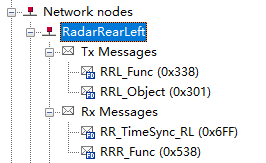 Network nodes
RadarRearLeft
Tx Messages
RRL_Func (0x338)
RRL_Object (0x301)
Rx Messages
RR_TimeSync_RL (0x6FF)
RRR_Func (0x538)